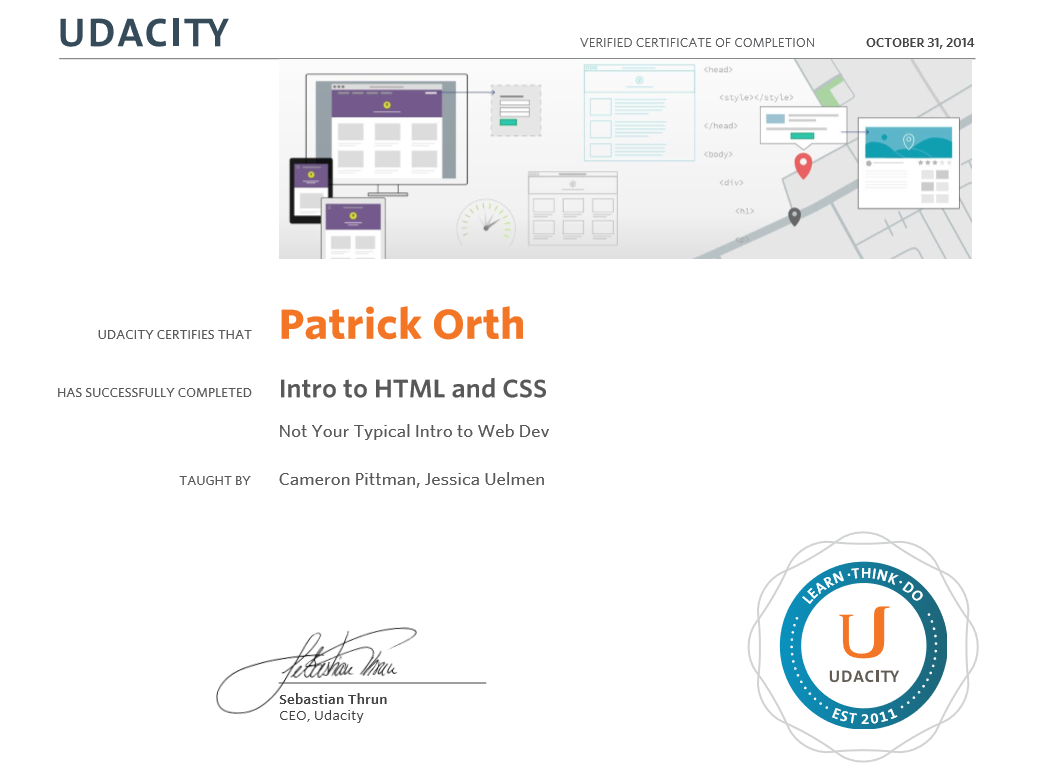 UDACITY
VERIFIED CERTIFICATE OF COMPLETION
OCTOBER 31, 2014
<head>
<style></style>
</head>
<body>
<div>
<h1>
<p>
UDACITY CERTIFIES THAT
Patrick Orth
HAS SUCCESSFULLY COMPLETED
Intro to HTML and CSS
Not Your Typical Intro to Web Dev
TAUGHT BY
Cameron Pittman, Jessica Uelmen
LEARN·THINK·DO
U
UDACITY
EST 2011
Sebastian Thrun
Sebastian Thrun
CEO, Udacity